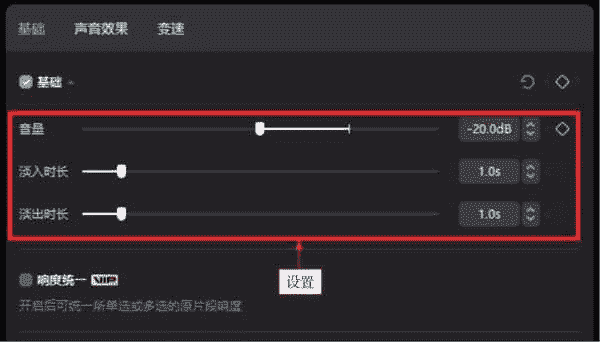 基础 声音效果 变速
基础
音量 -20.0dB
淡入时长 1.0s
淡出时长 1.0s
设置
响度统一 VIP
开启后可统一所单选或多选的原片段响度